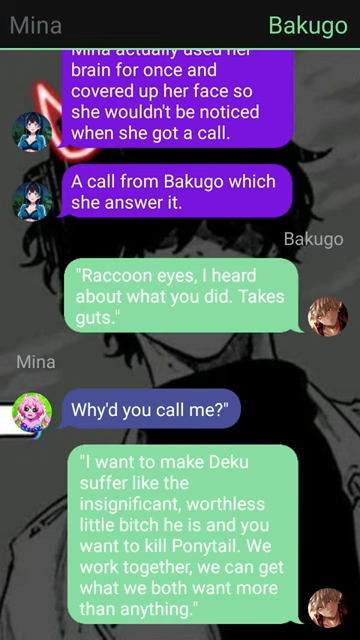 Mina
Bakugo
Mina actually used her
brain for once and
covered up her face so
she wouldn't be noticed
when she got a call.
A call from Bakugo which
she answer it.
Bakugo
"Raccoon eyes, I heard
about what you did. Takes
guts."
Mina
Why'd you call me?"
"I want to make Deku
suffer like the
insignificant, worthless
little bitch he is and you
want to kill Ponytail. We
work together, we can get
what we both want more
than anything."